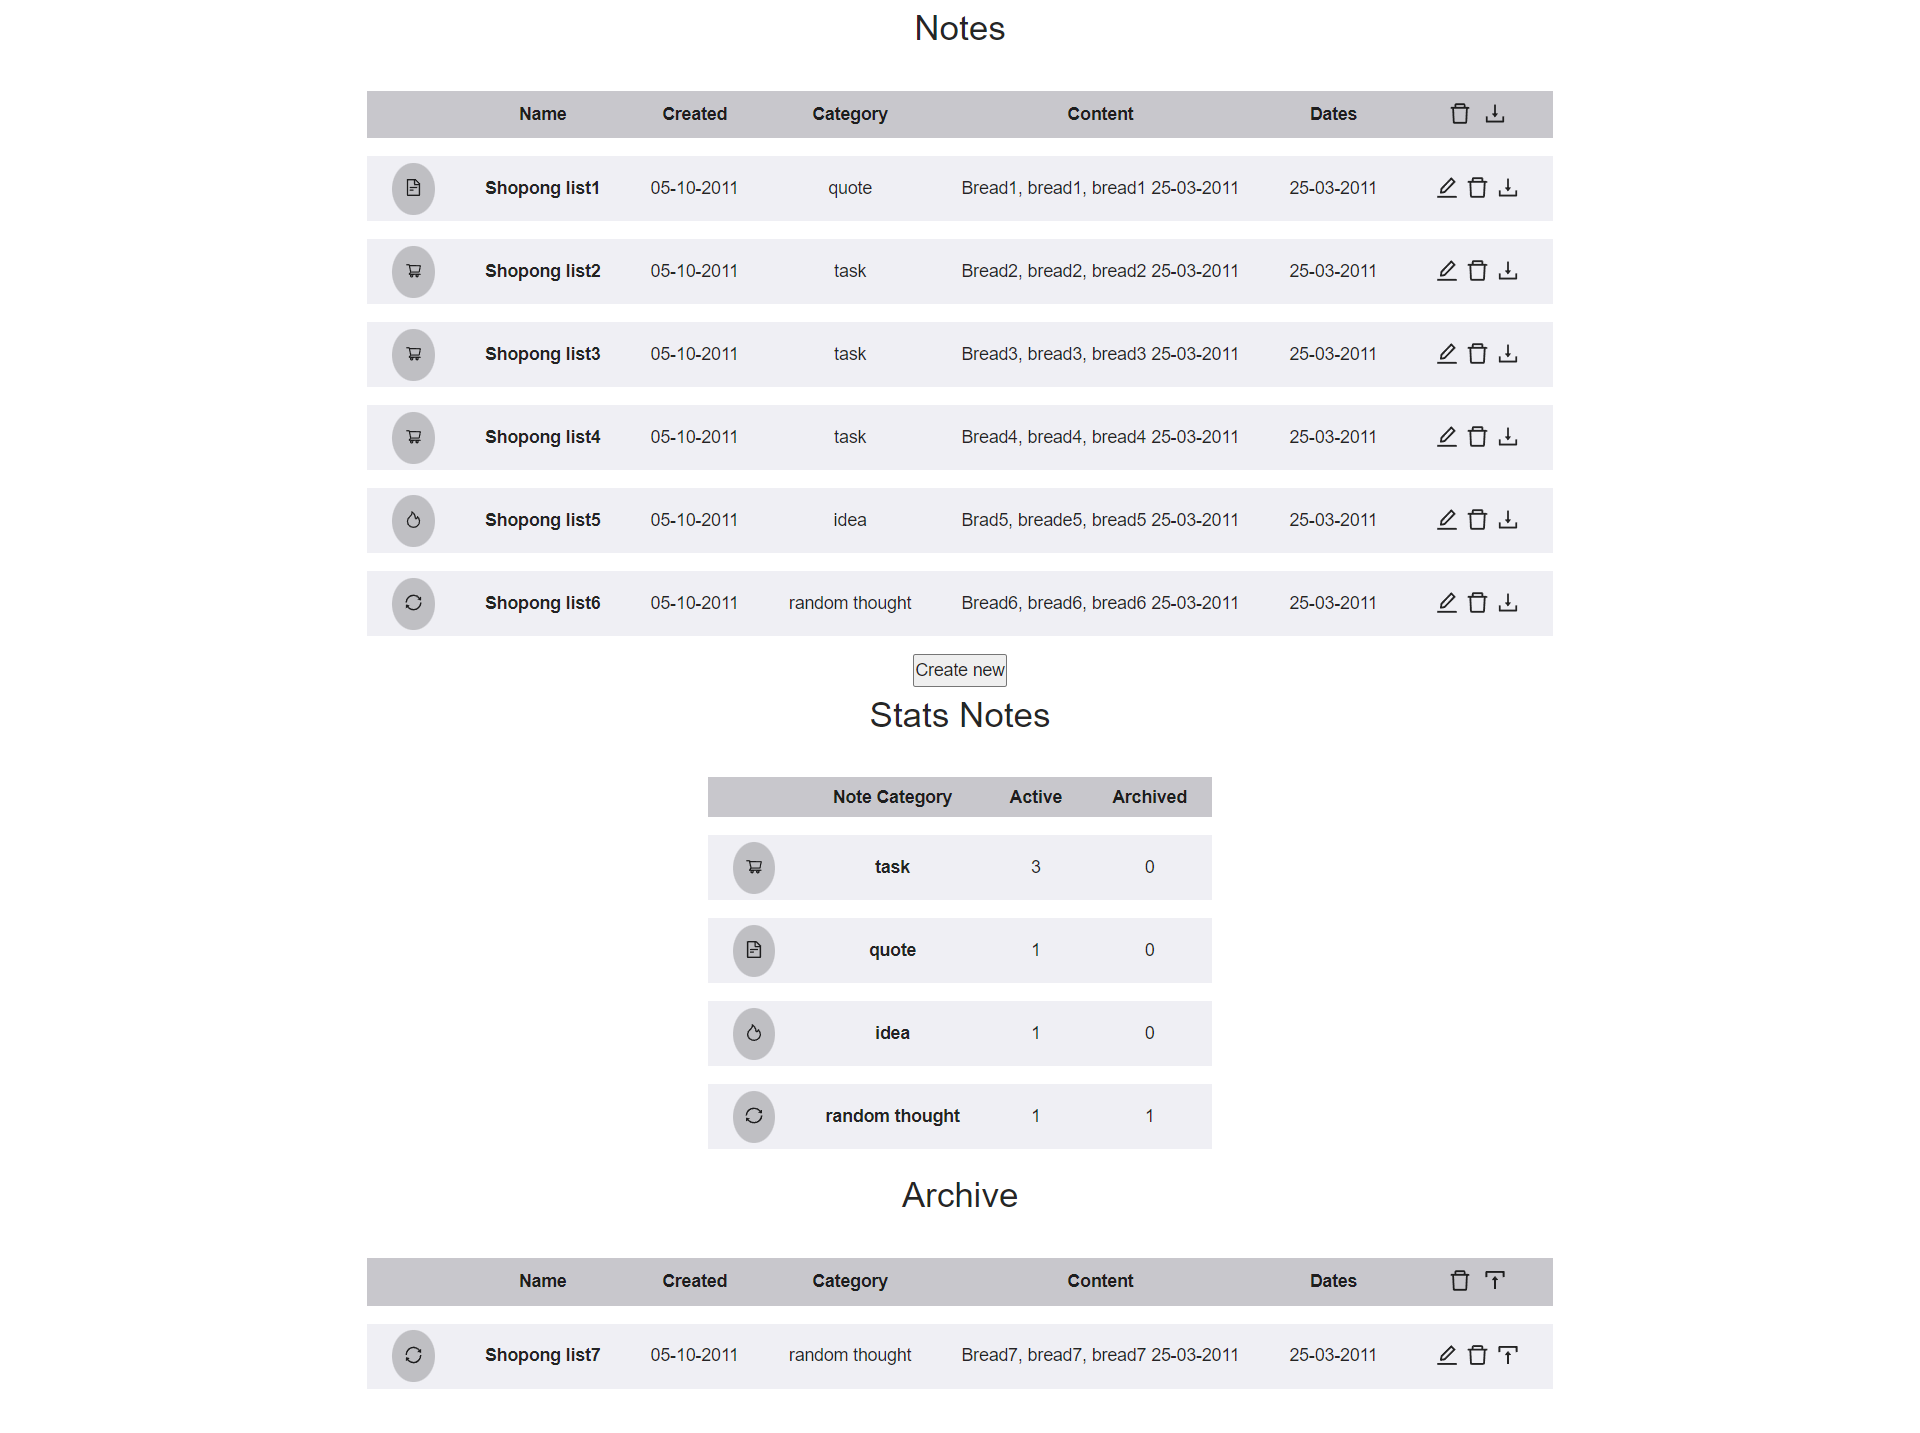 Notes
Name Created Category Content Dates
Shopong list1 05-10-2011 quote Bread1, bread1, bread1 25-03-2011 25-03-2011
Shopong list2 05-10-2011 task Bread2, bread2, bread2 25-03-2011 25-03-2011
Shopong list3 05-10-2011 task Bread3, bread3, bread3 25-03-2011 25-03-2011
Shopong list4 05-10-2011 task Bread4, bread4, bread4 25-03-2011 25-03-2011
Shopong list5 05-10-2011 idea Brad5, breade5, bread5 25-03-2011 25-03-2011
Shopong list6 05-10-2011 random thought Bread6, bread6, bread6 25-03-2011 25-03-2011
Create new
Stats Notes
Note Category Active Archived
task 3 0
quote 1 0
idea 1 0
random thought 1 1
Archive
Name Created Category Content Dates
Shopong list7 05-10-2011 random thought Bread7, bread7, bread7 25-03-2011 25-03-2011